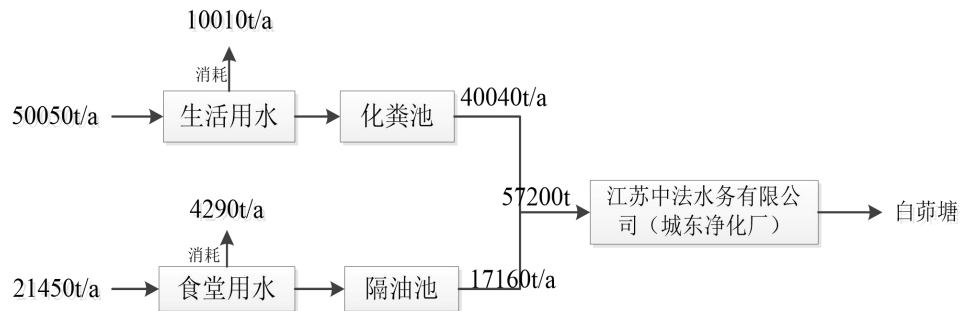 10010t/a
消耗
50050t/a
生活用水
化粪池
40040t/a
57200t
江苏中法水务有限公
司（城东净化厂）
白茆塘
4290t/a
消耗
21450t/a
食堂用水
隔油池
17160t/a